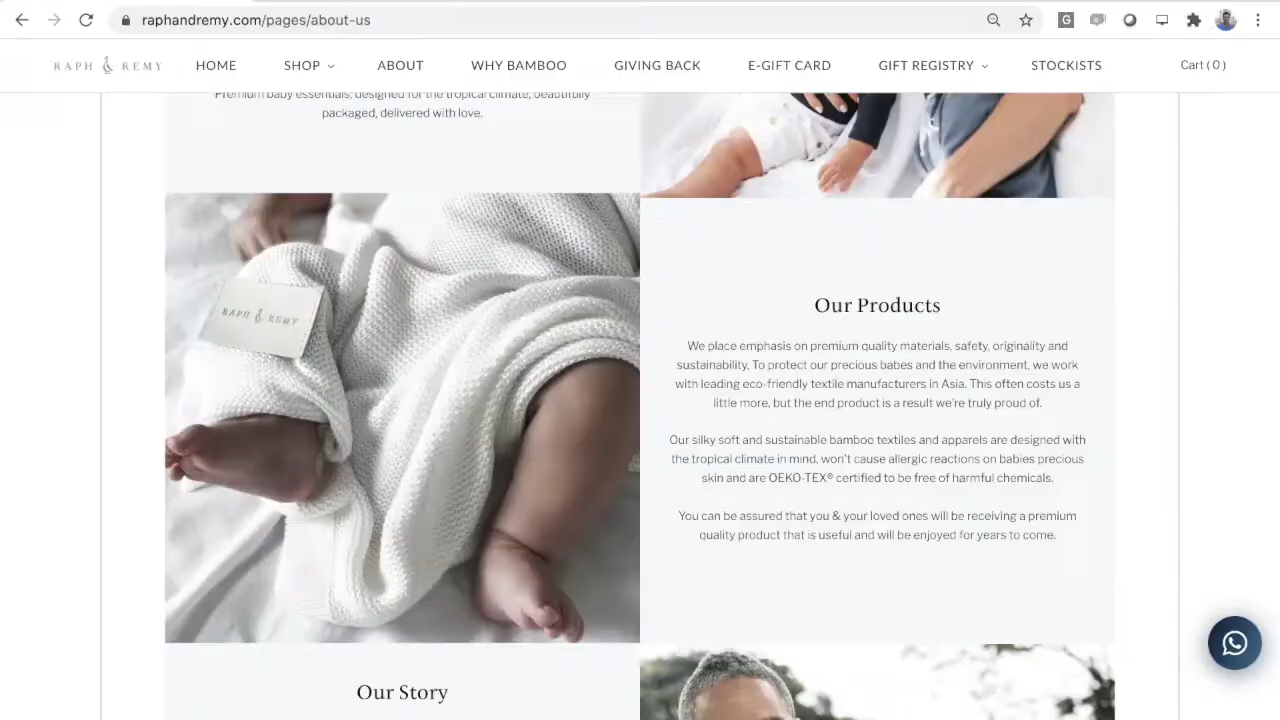 raphandremy.com/pages/about-us
RAPH & REMY HOME SHOP ABOUT WHY BAMBOO GIVING BACK E-GIFT CARD GIFT REGISTRY STOCKISTS Cart ( 0 )
Premium baby essentials, designed for the tropical climate, beautifully
packaged, delivered with love.
RAPH & REMY
Our Products
We place emphasis on premium quality materials, safety, originality and
sustainability. To protect our precious babes and the environment, we work
with leading eco-friendly textile manufacturers in Asia. This often costs us a
little more, but the end product is a result we're truly proud of.
Our silky soft and sustainable bamboo textiles and apparels are designed with
the tropical climate in mind, won't cause allergic reactions on babies precious
skin and are OEKO-TEX® certified to be free of harmful chemicals.
You can be assured that you & your loved ones will be receiving a premium
quality product that is useful and will be enjoyed for years to come.
Our Story